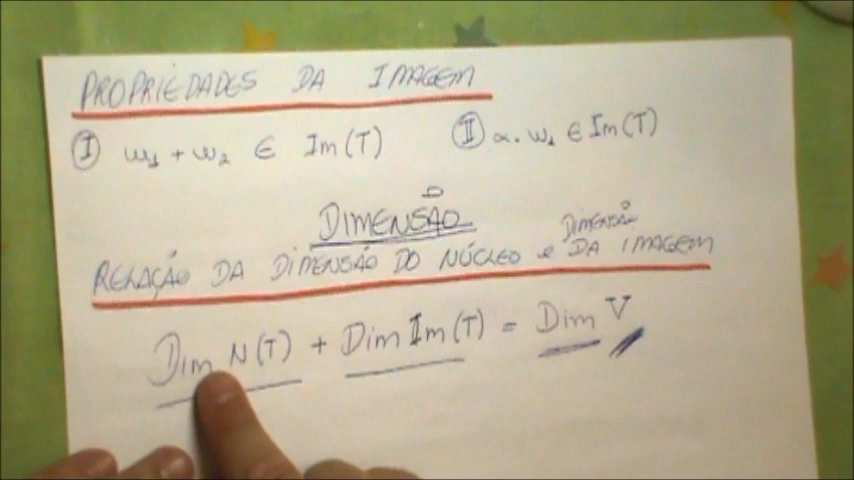 PROPRIEDADES DA IMAGEM
I w1 + w2 ∈ Im(T)
II α. w1 ∈ Im(T)
DIMENSÃO
RELAÇÃO DA DIMENSÃO DO NÚCLEO e DIMENSÃO DA IMAGEM
Dim N(T) + Dim Im(T) = Dim V